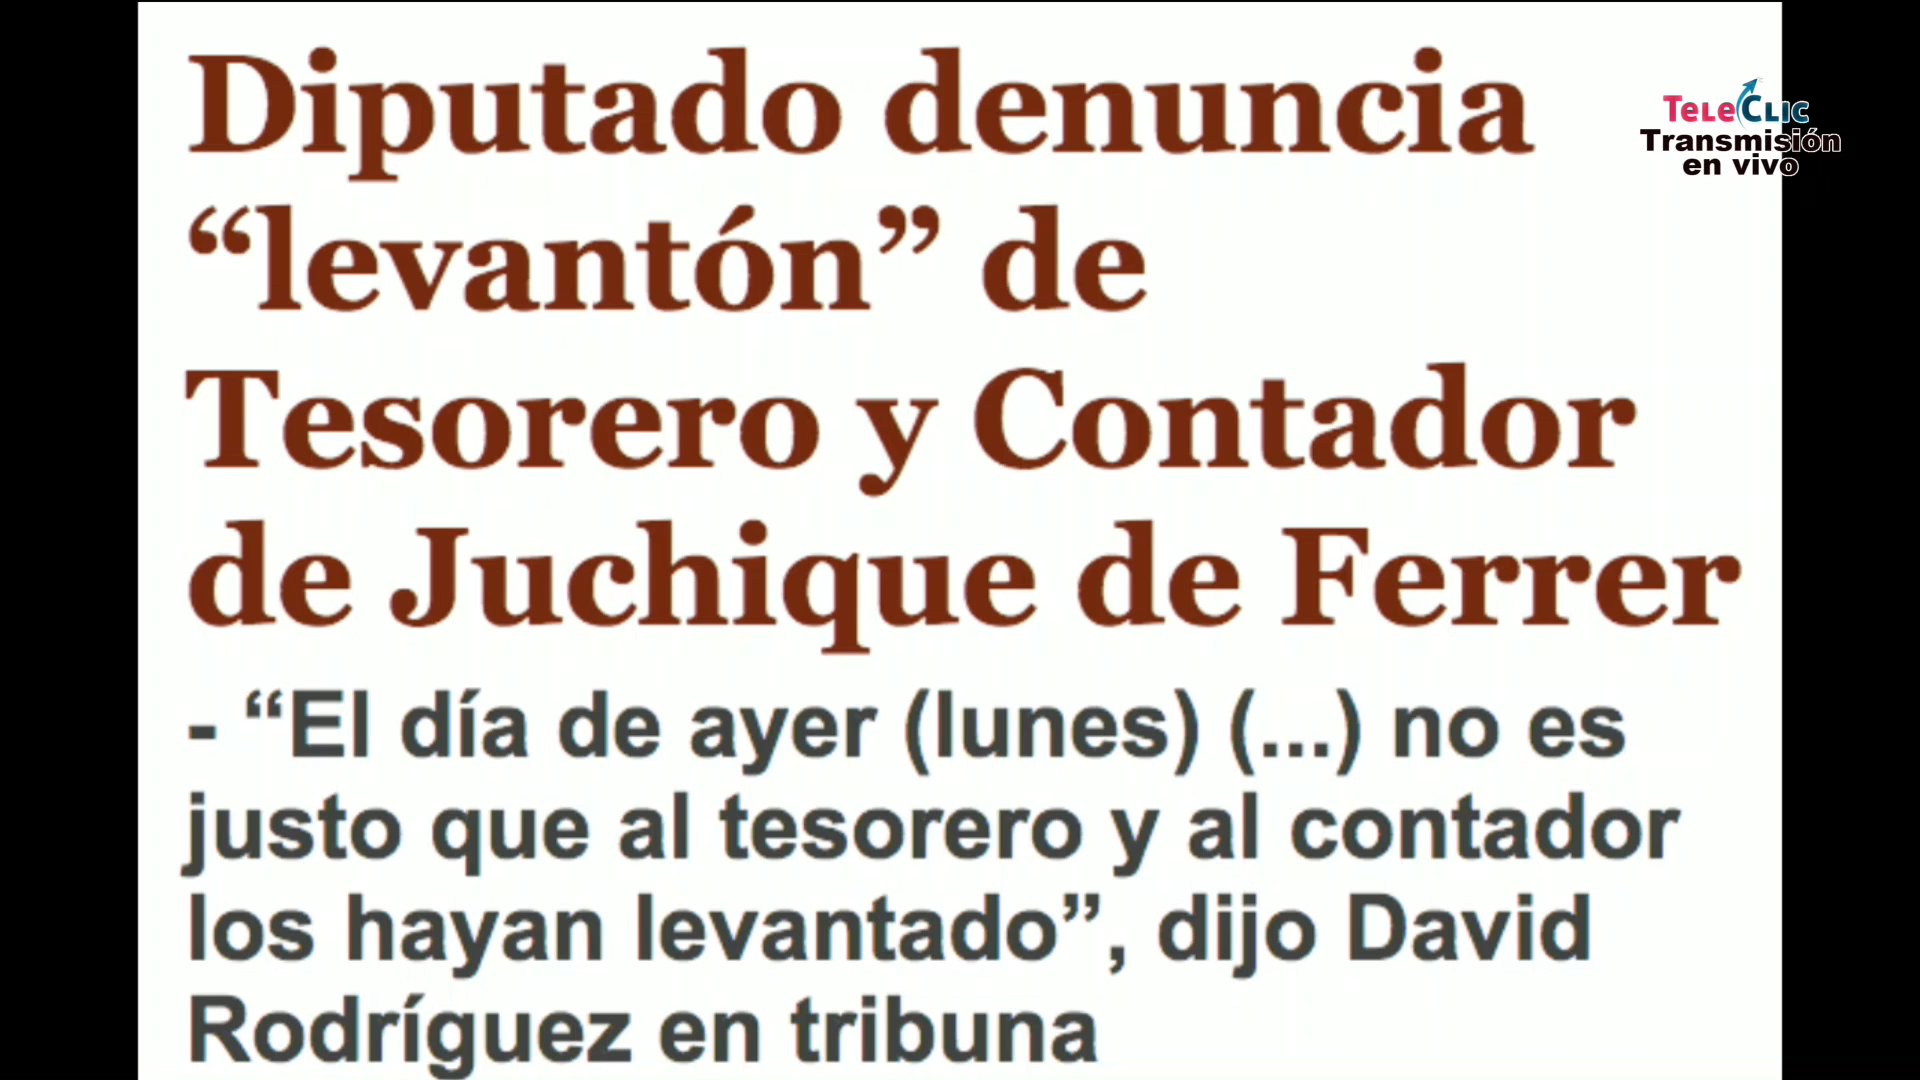 Diputado denuncia
“levantón” de
Tesorero y Contador
de Juchique de Ferrer
- “El día de ayer (lunes) (...) no es
justo que al tesorero y al contador
los hayan levantado”, dijo David
Rodríguez en tribuna
TELECLIC
Transmisión
en vivo